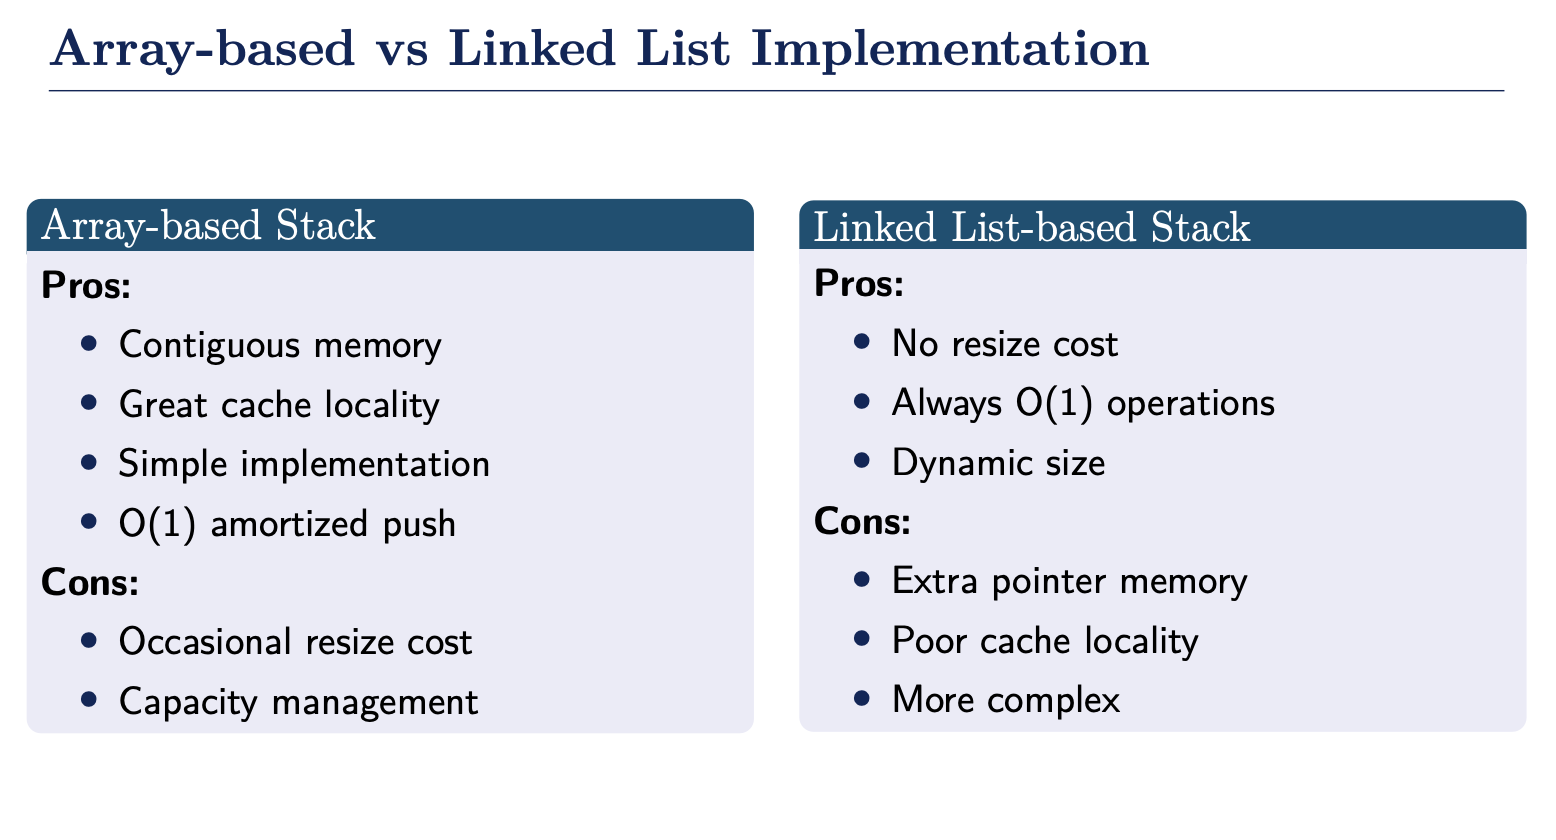 Array-based vs Linked List Implementation
Array-based Stack
Pros:
• Contiguous memory
• Great cache locality
• Simple implementation
• O(1) amortized push
Cons:
• Occasional resize cost
• Capacity management
Linked List-based Stack
Pros:
• No resize cost
• Always O(1) operations
• Dynamic size
Cons:
• Extra pointer memory
• Poor cache locality
• More complex